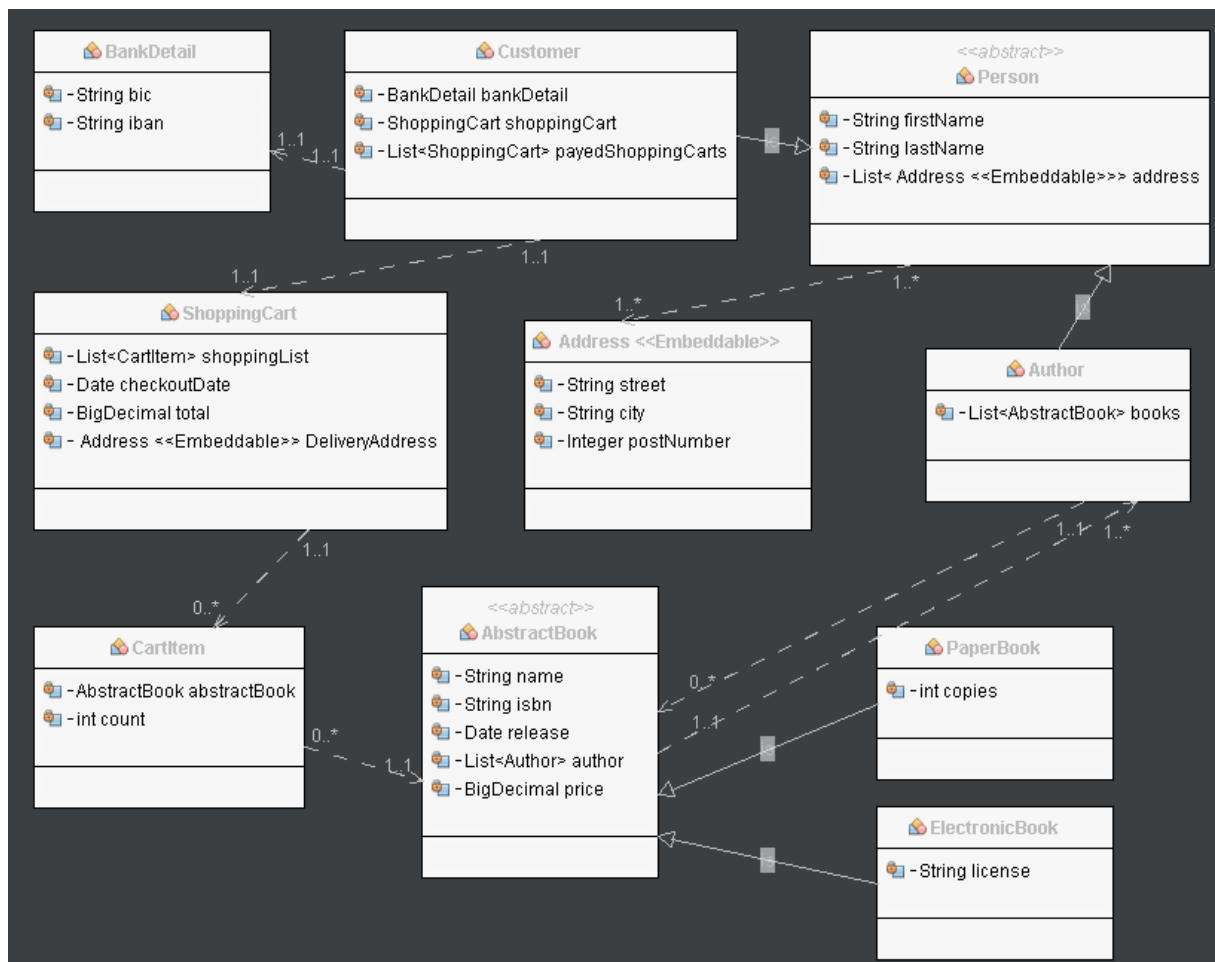 BankDetail
-String bic
-String iban
Customer
-BankDetail bankDetail
-ShoppingCart shoppingCart
-List<ShoppingCart> payedShoppingCarts
<<abstract>>
Person
-String firstName
-String lastName
-List< Address <<Embeddable>>> address
1..1
1..1
1..1
1..1
1..*
1..*
ShoppingCart
-List<CartItem> shoppingList
-Date checkoutDate
-BigDecimal total
- Address <<Embeddable>> DeliveryAddress
Address <<Embeddable>>
-String street
-String city
-Integer postNumber
Author
-List<AbstractBook> books
1..1
0..*
1..1
1..*
CartItem
-AbstractBook abstractBook
-int count
0..*
1..1
<<abstract>>
AbstractBook
-String name
-String isbn
-Date release
-List<Author> author
-BigDecimal price
0..*
1..1
PaperBook
-int copies
ElectronicBook
-String license